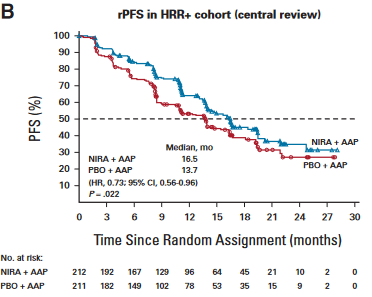 B
rPFS in HRR+ cohort (central review)
PFS (%)
100
90
80
70
60
50
40
30
20
10
Median, mo
NIRA + AAP 16.5
PBO + AAP 13.7
(HR, 0.73; 95% CI, 0.56-0.96)
P = .022
NIRA + AAP
PBO + AAP
0 3 6 9 12 15 18 21 24 27 30
Time Since Random Assignment (months)
No. at risk:
NIRA + AAP 212 192 167 129 96 64 45 21 10 2 0
PBO + AAP 211 182 149 102 78 53 35 15 9 2 0